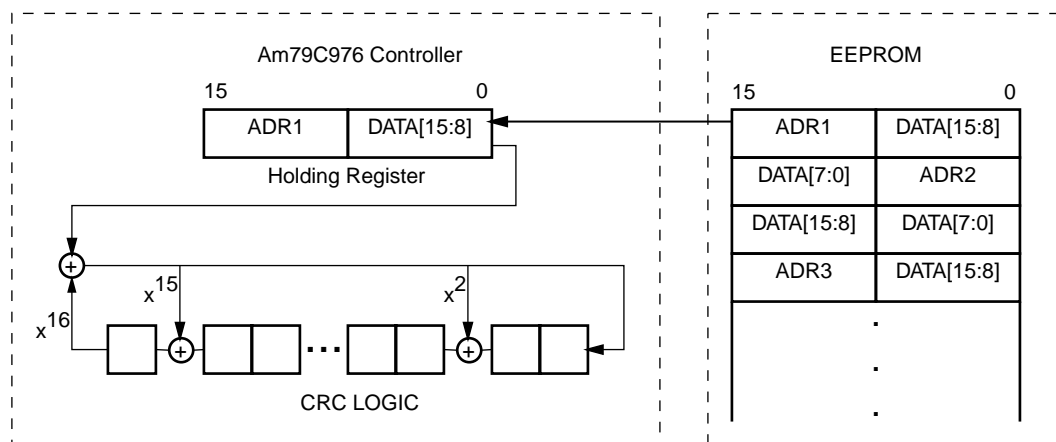 Am79C976 Controller
EEPROM
15 0
15 0
ADR1 DATA[15:8]
ADR1 DATA[15:8]
Holding Register
DATA[7:0] ADR2
DATA[15:8] DATA[7:0]
ADR3 DATA[15:8]
+
x15 x2
x16
+ +
CRC LOGIC